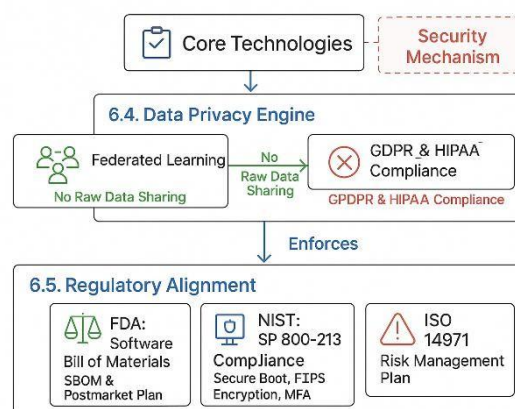 Core Technologies
Security
Mechanism
6.4. Data Privacy Engine
Federated Learning
No Raw Data Sharing
No
Raw Data
Sharing
GDPR & HIPAA
Compliance
GPDPR & HIPAA Compliance
Enforces
6.5. Regulatory Alignment
FDA:
Software
Bill of Materials
SBOM &
Postmarket Plan
NIST:
SP 800-213
Compliance
Secure Boot, FIPS
Encryption, MFA
ISO
14971
Risk Management
Plan